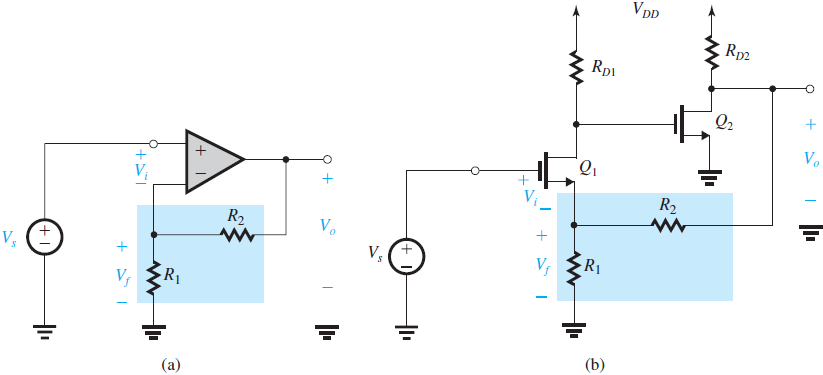 V_DD
R_D1
R_D2
Q_2
+
V_o
−
+
−
+
V_i
−
Q_1
+
V_i
−
R_2
R_2
V_s
+
−
+
V_f
−
R_1
+
V_o
−
V_s
+
−
+
V_f
−
R_1
(a)
(b)